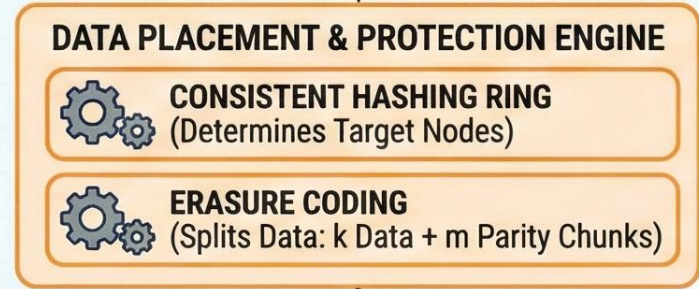 DATA PLACEMENT & PROTECTION ENGINE
CONSISTENT HASHING RING
(Determines Target Nodes)
ERASURE CODING
(Splits Data: k Data + m Parity Chunks)